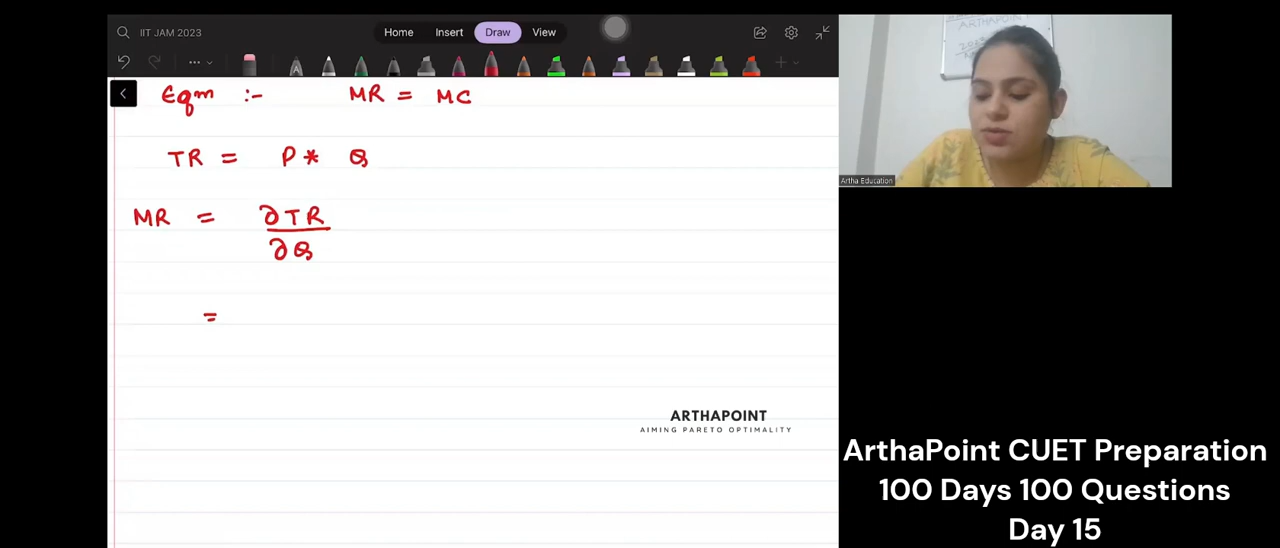 IIT JAM 2023
Home Insert Draw View
Eqm :- MR = MC
TR = P * Q
MR = ∂TR
∂Q
=
ARTHAPOINT
AIMING PARETO OPTIMALITY
ARTHAPOINT
Artha Education
ArthaPoint CUET Preparation
100 Days 100 Questions
Day 15